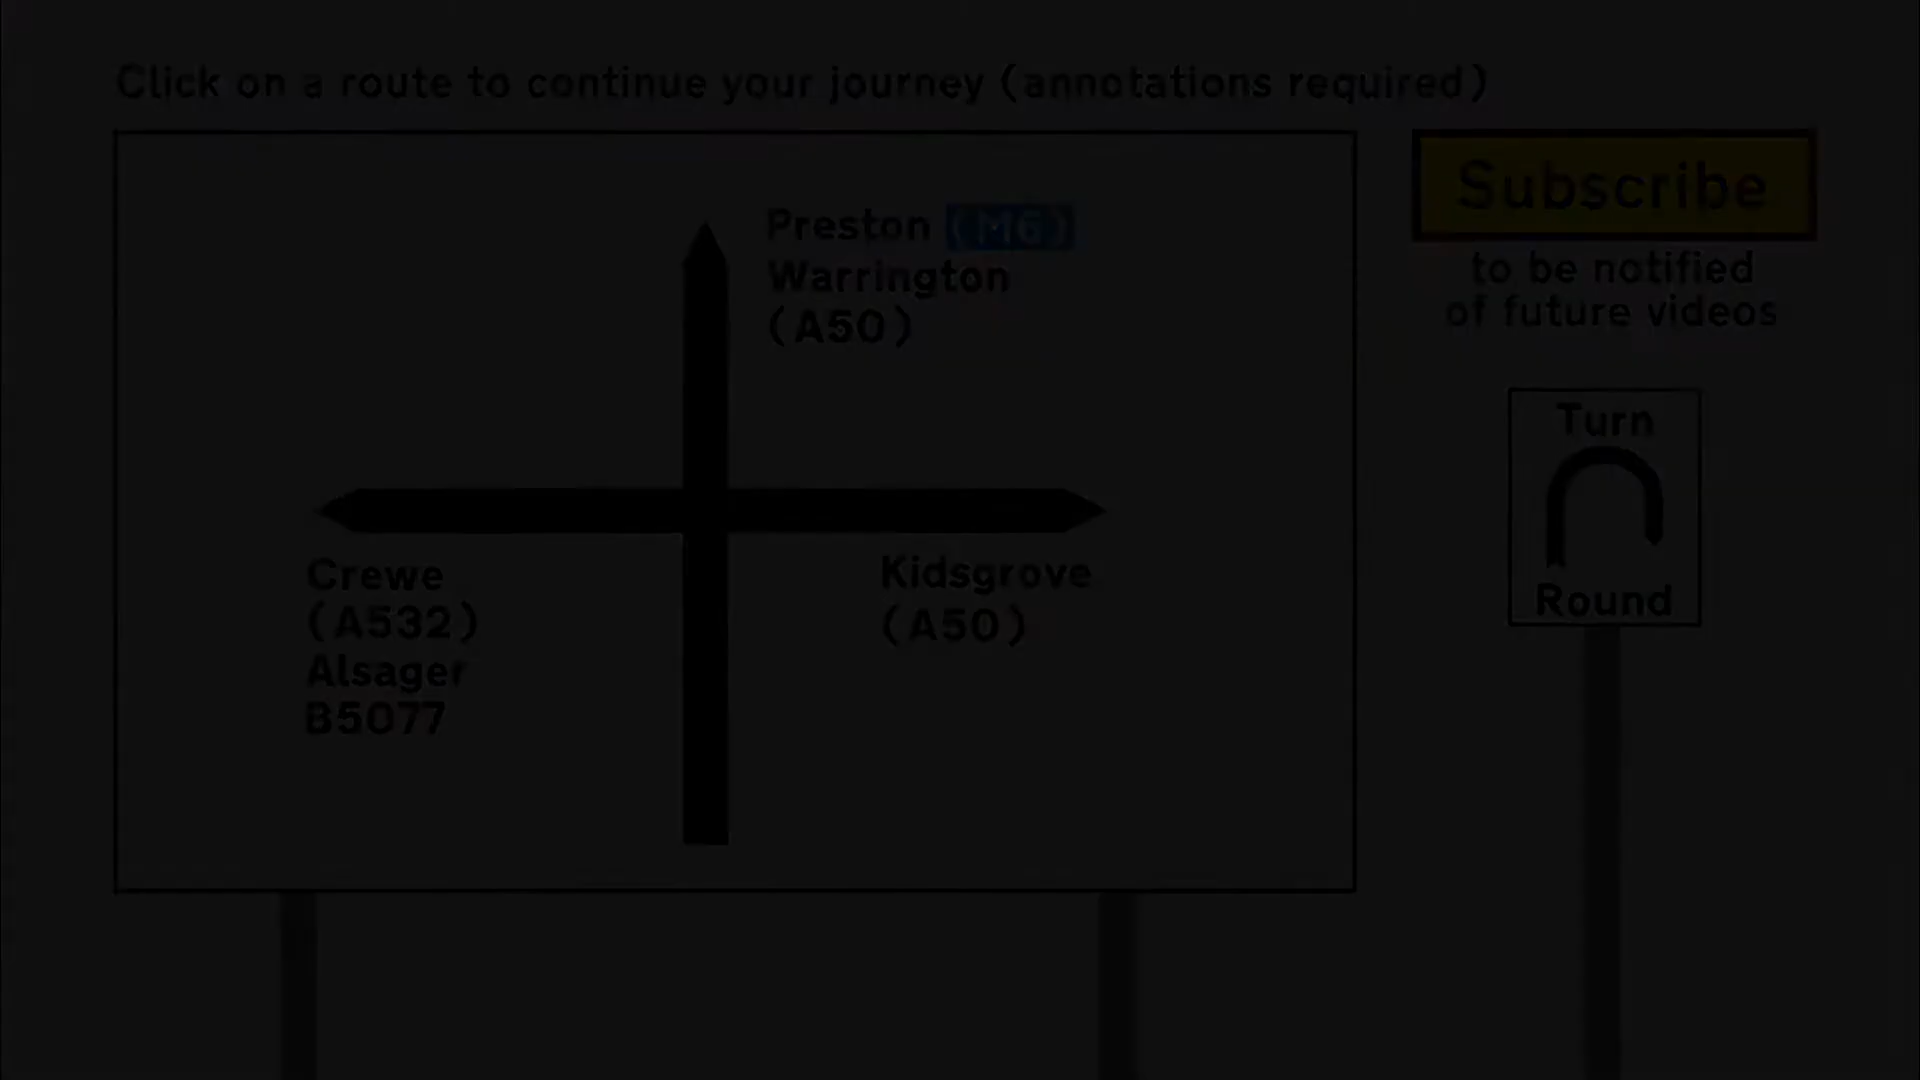 Click on a route to continue your journey (annotations required)
Preston (M6)
Warrington
(A50)
Crewe
(A532)
Alsager
B5077
Kidsgrove
(A50)
Subscribe
to be notified
of future videos
Turn
Round